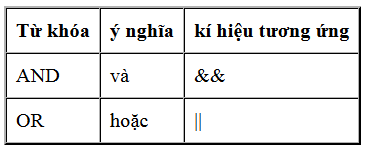 Từ khóa ý nghĩa kí hiệu tương ứng
AND và &&
OR hoặc ||